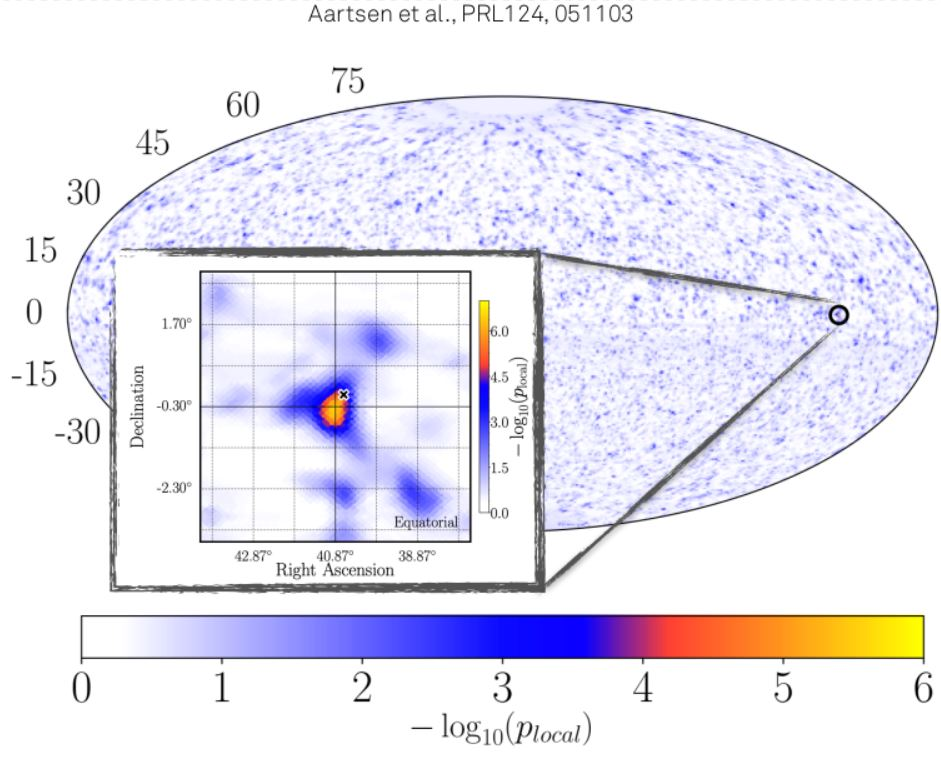 Aartsen et al., PRL124, 051103
75
60
45
30
15
0
-15
-30
1.70°
-0.30°
-2.30°
Declination
42.87° 40.87° 38.87°
Right Ascension
Equatorial
6.0
4.5
3.0
1.5
0.0
− log₁₀(p_local)
0 1 2 3 4 5 6
− log₁₀(p_local)